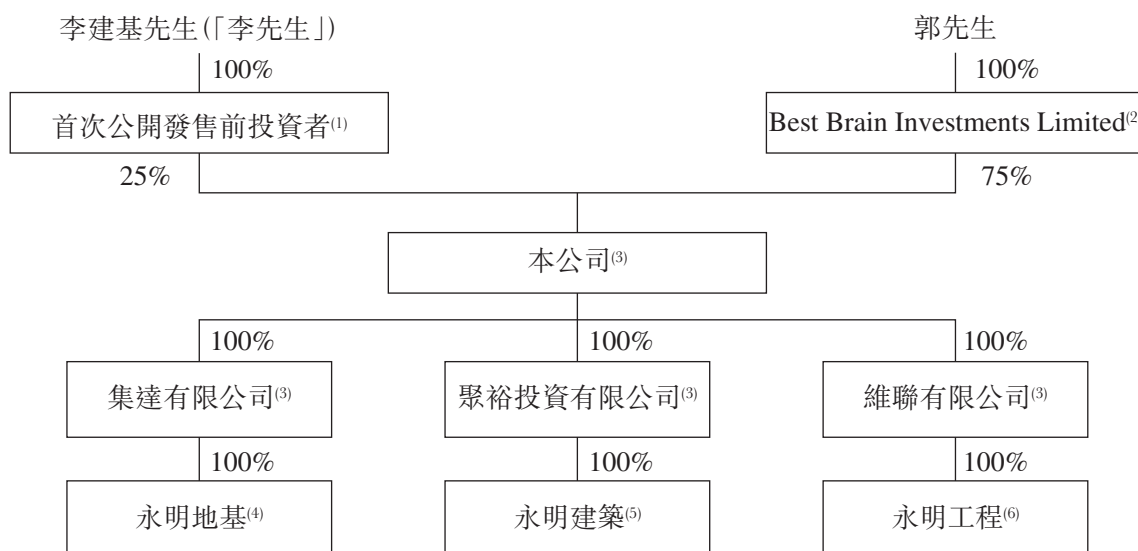 李建基先生(「李先生」) 郭先生
100% 100%
首次公開發售前投資者(1) Best Brain Investments Limited(2
25% 75%
本公司(3)
100% 100% 100%
集達有限公司(3) 聚裕投資有限公司(3) 維聯有限公司(3)
100% 100% 100%
永明地基(4) 永明建築(5) 永明工程(6)